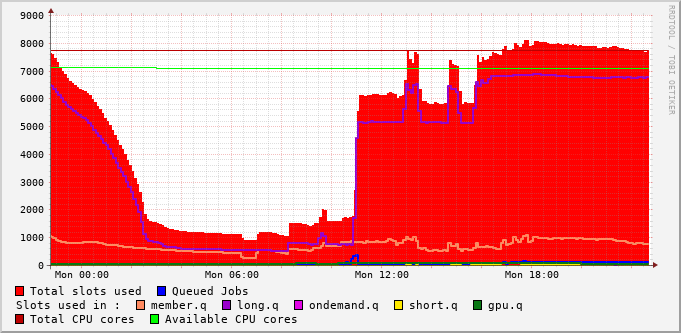 9000
8000
7000
6000
5000
4000
3000
2000
1000
0
Mon 00:00 Mon 06:00 Mon 12:00 Mon 18:00
RRDTOOL / TOBI OETIKER
Total slots used Queued Jobs
Slots used in : member.q long.q ondemand.q short.q gpu.q
Total CPU cores Available CPU cores